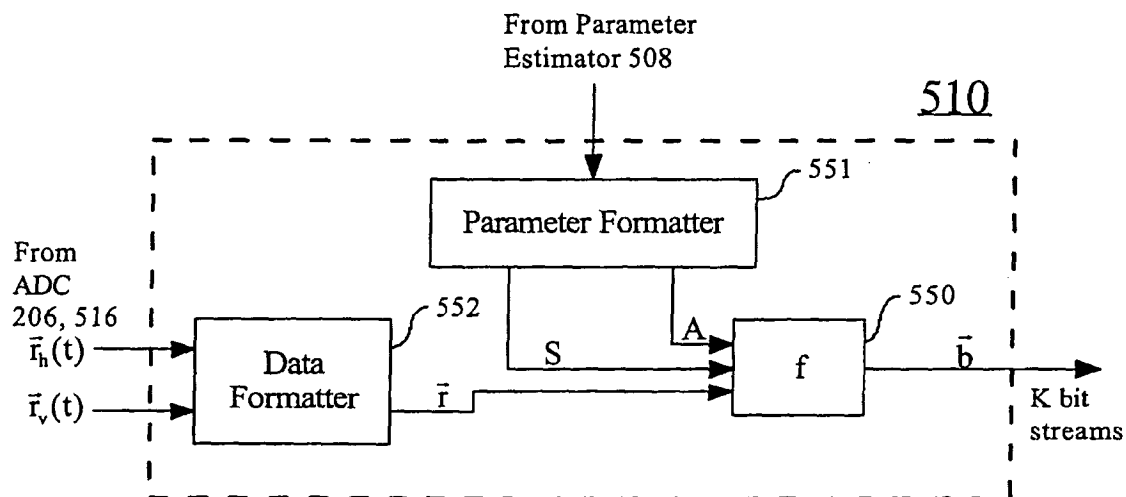 From Parameter
Estimator 508
510
551
Parameter Formatter
From
ADC
206, 516
r⃗h(t)
r⃗v(t)
552
Data
Formatter
r⃗
S
A
550
f
b⃗
K bit
streams